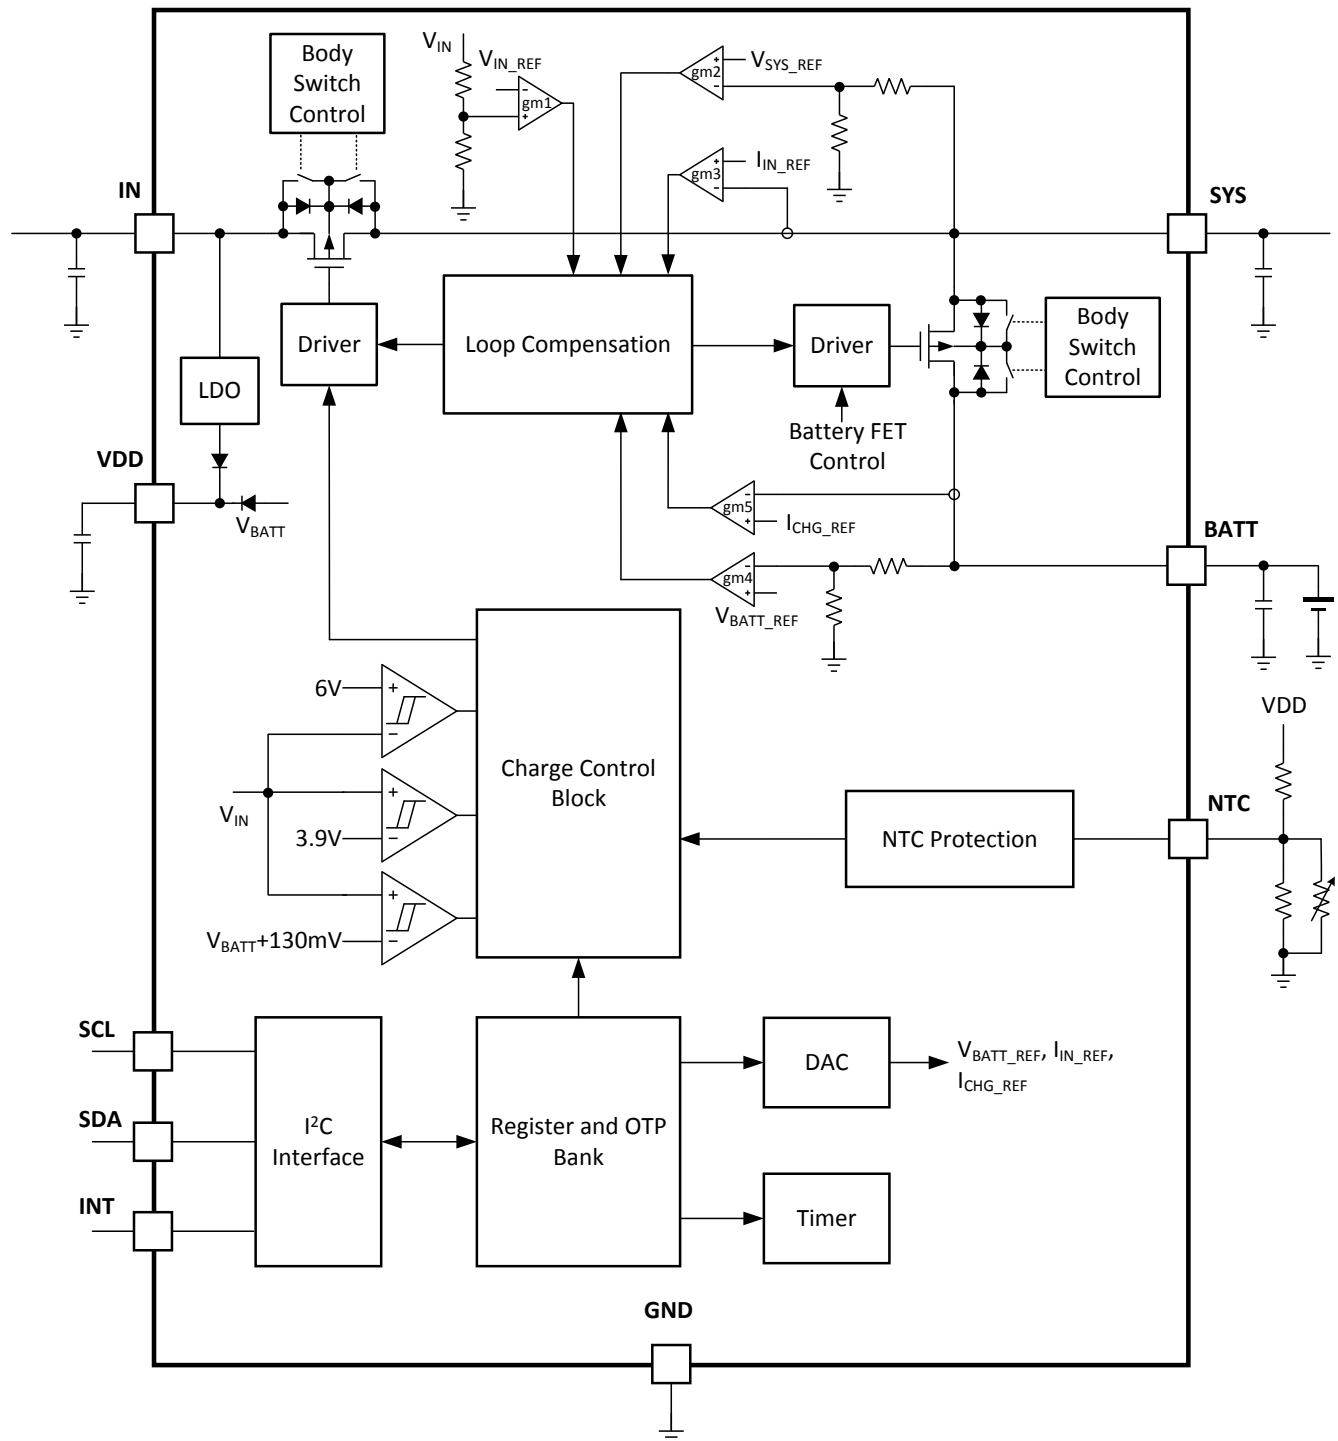 Body
Switch
Control
V_IN
V_IN_REF
-
gm1
+
+
gm2
-
V_SYS_REF
+
gm3
-
I_IN_REF
IN
SYS
Driver
Loop Compensation
Driver
Body
Switch
Control
LDO
Battery FET
Control
VDD
V_BATT
-
gm5
+
I_CHG_REF
BATT
-
gm4
+
V_BATT_REF
6V
+
−
VDD
Charge Control
Block
V_IN
+
3.9V
−
NTC Protection
NTC
+
V_BATT+130mV
−
SCL
SDA
INT
I²C
Interface
Register and OTP
Bank
DAC
V_BATT_REF, I_IN_REF,
I_CHG_REF
Timer
GND